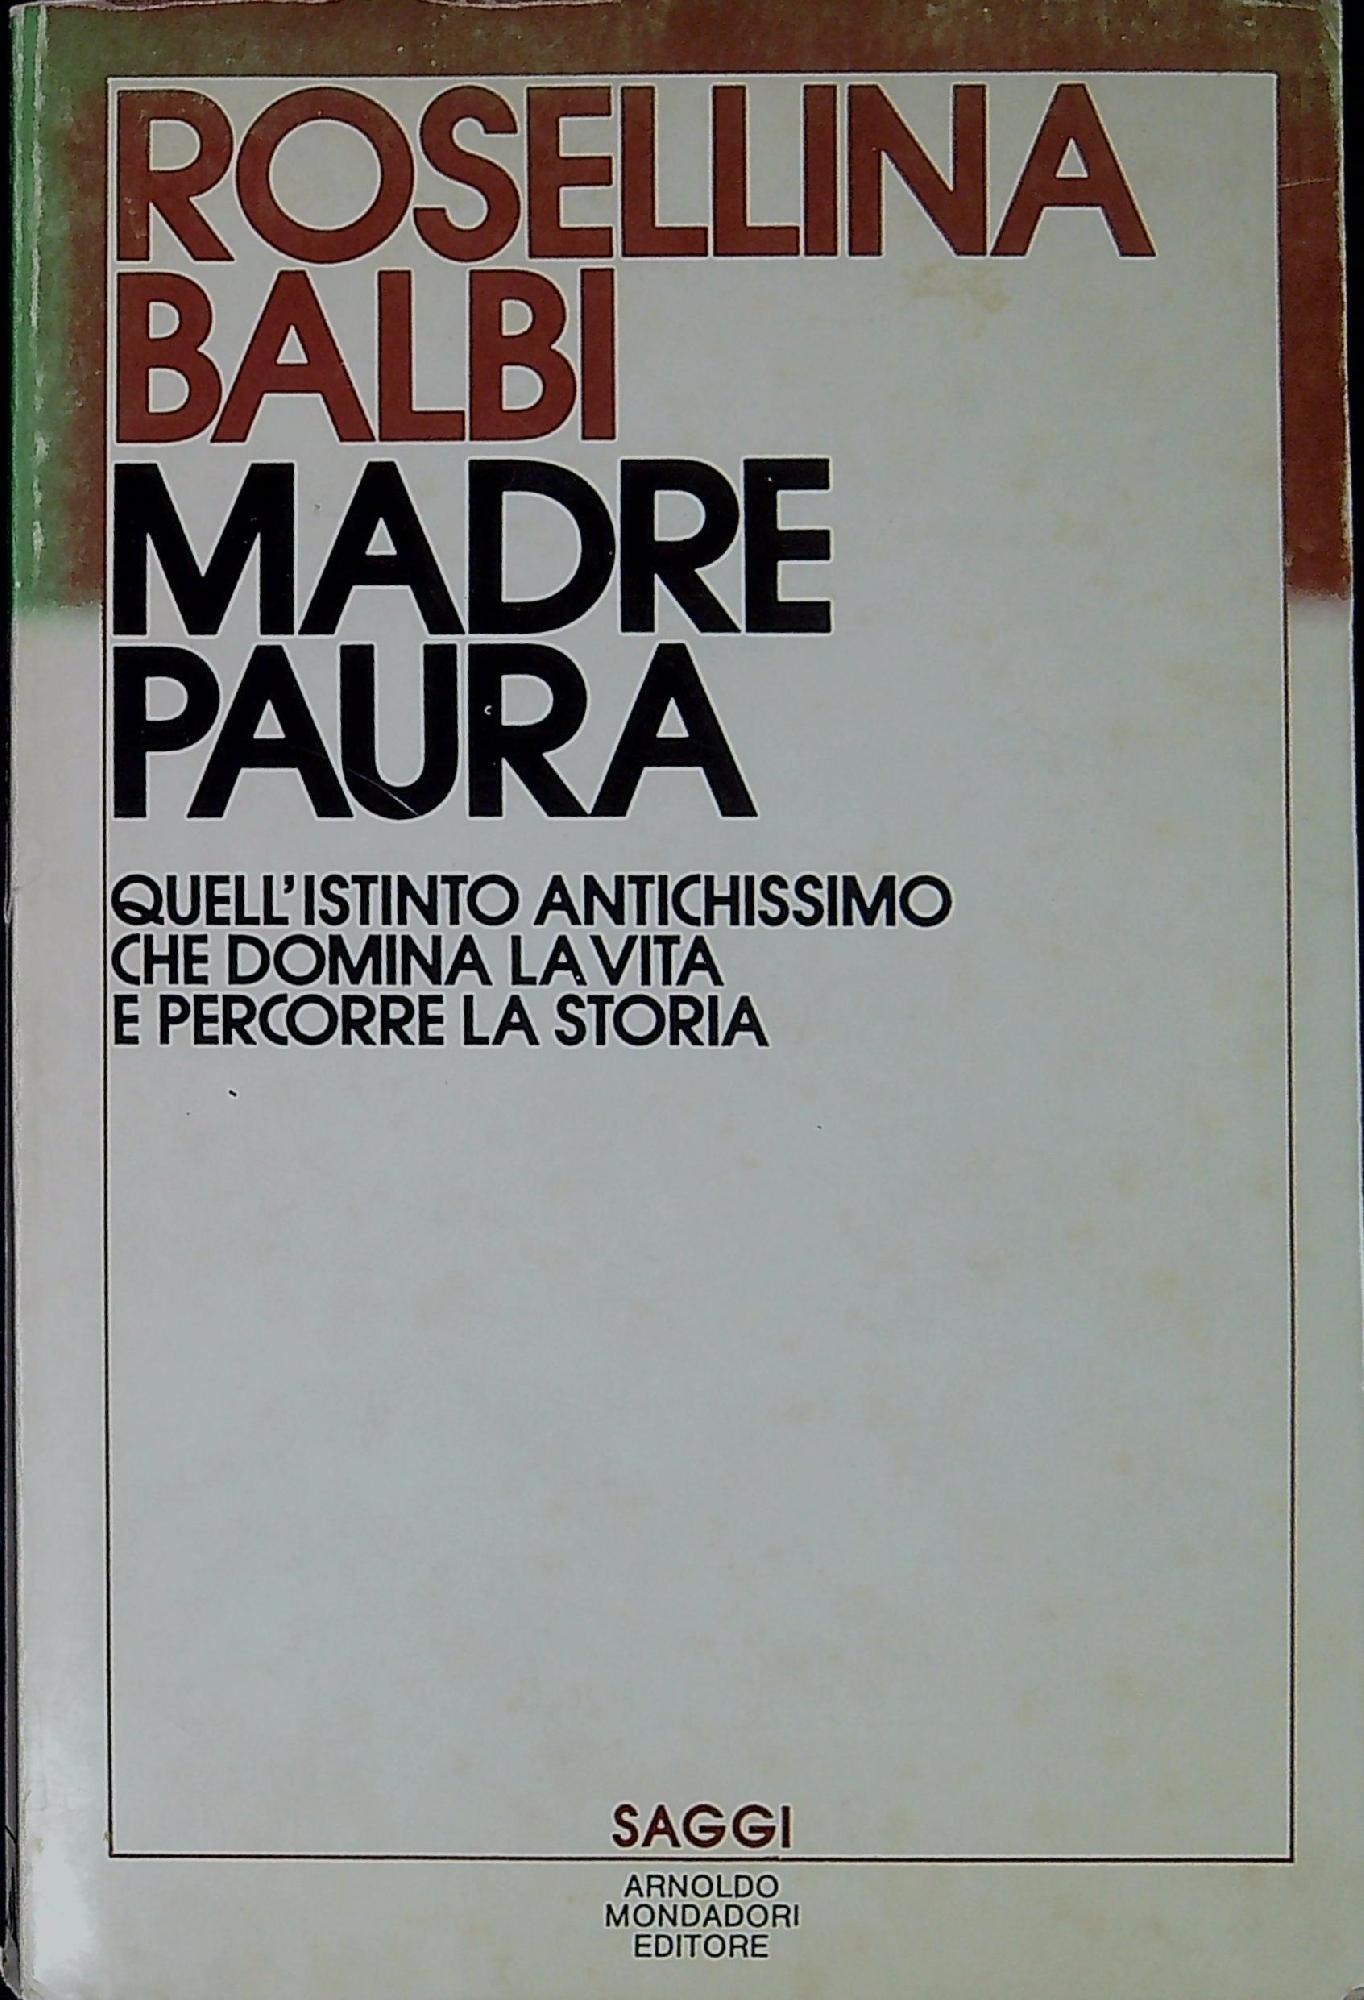 ROSELLINA
BALBI
MADRE
PAURA
QUELL'ISTINTO ANTICHISSIMO
CHE DOMINA LA VITA
E PERCORRE LA STORIA
SAGGI
ARNOLDO
MONDADORI
EDITORE